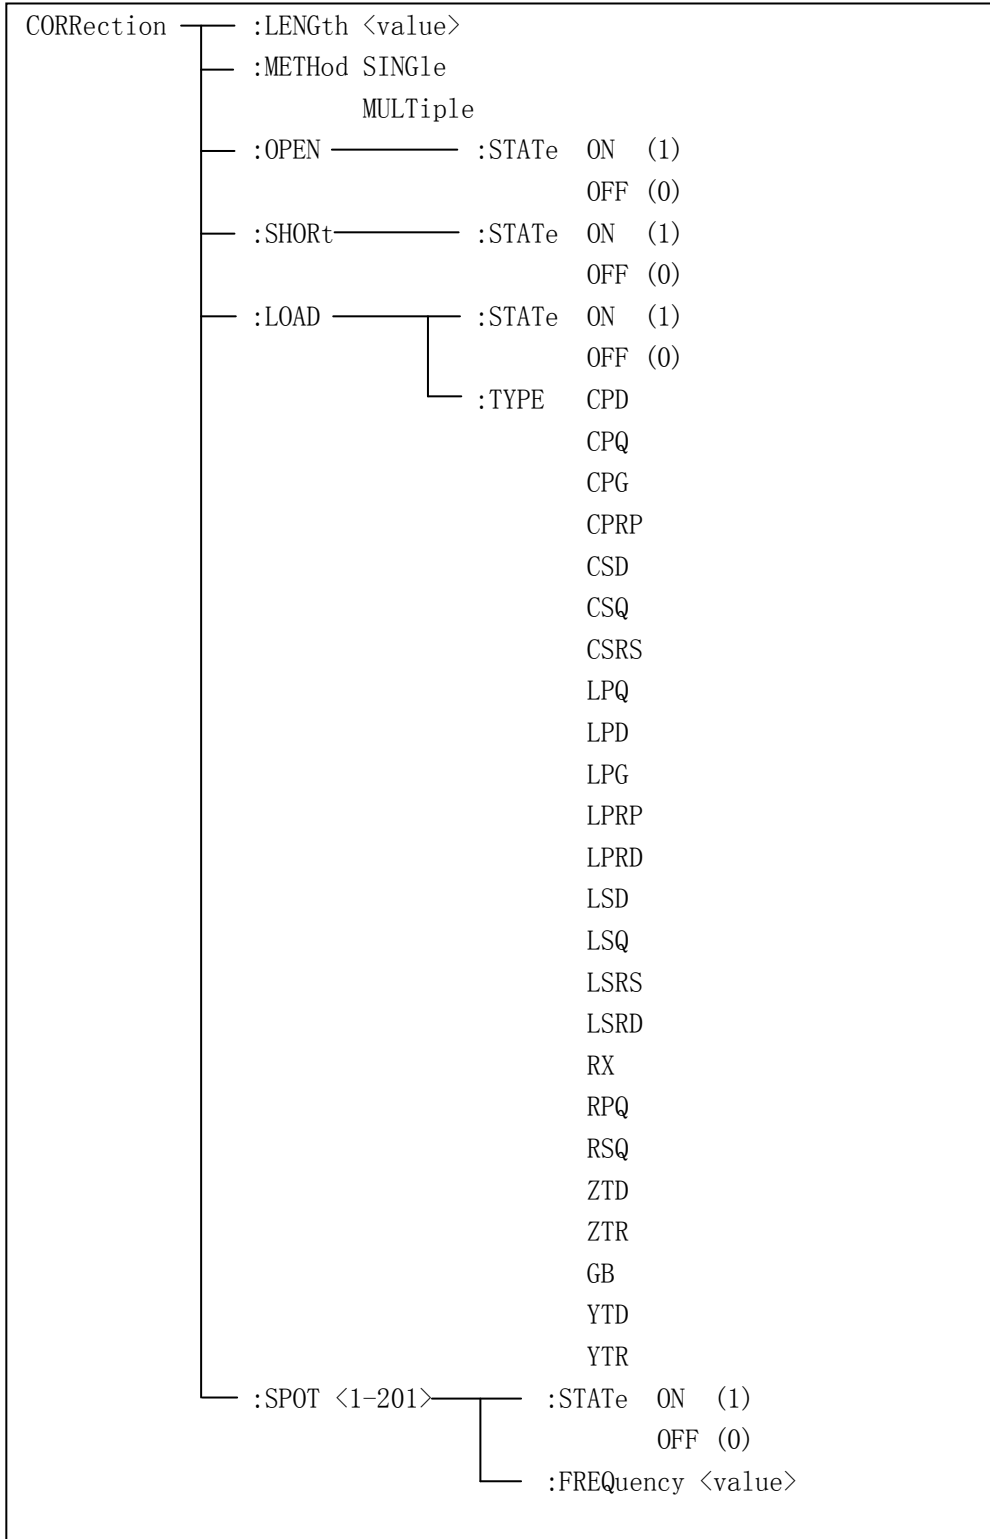 CORRection :LENGth <value>
:METHod SINGle
MULTiple
:OPEN :STATe ON (1)
OFF (0)
:SHORt :STATe ON (1)
OFF (0)
:LOAD :STATe ON (1)
OFF (0)
:TYPE CPD
CPQ
CPG
CPRP
CSD
CSQ
CSRS
LPQ
LPD
LPG
LPRP
LPRD
LSD
LSQ
LSRS
LSRD
RX
RPQ
RSQ
ZTD
ZTR
GB
YTD
YTR
:SPOT <1-201> :STATe ON (1)
OFF (0)
:FREQuency <value>